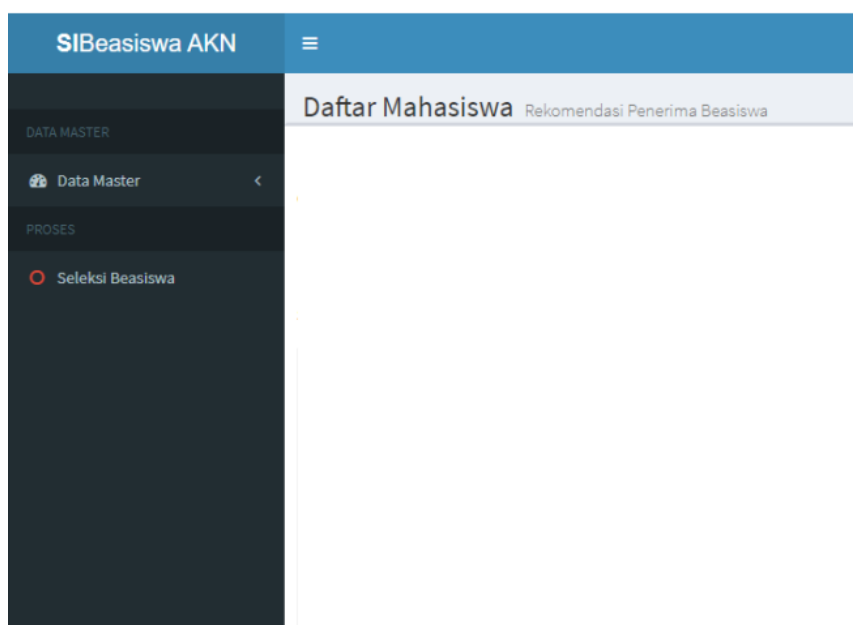 SIBeasiswa AKN
Daftar Mahasiswa Rekomendasi Penerima Beasiswa
DATA MASTER
Data Master
PROSES
Seleksi Beasiswa